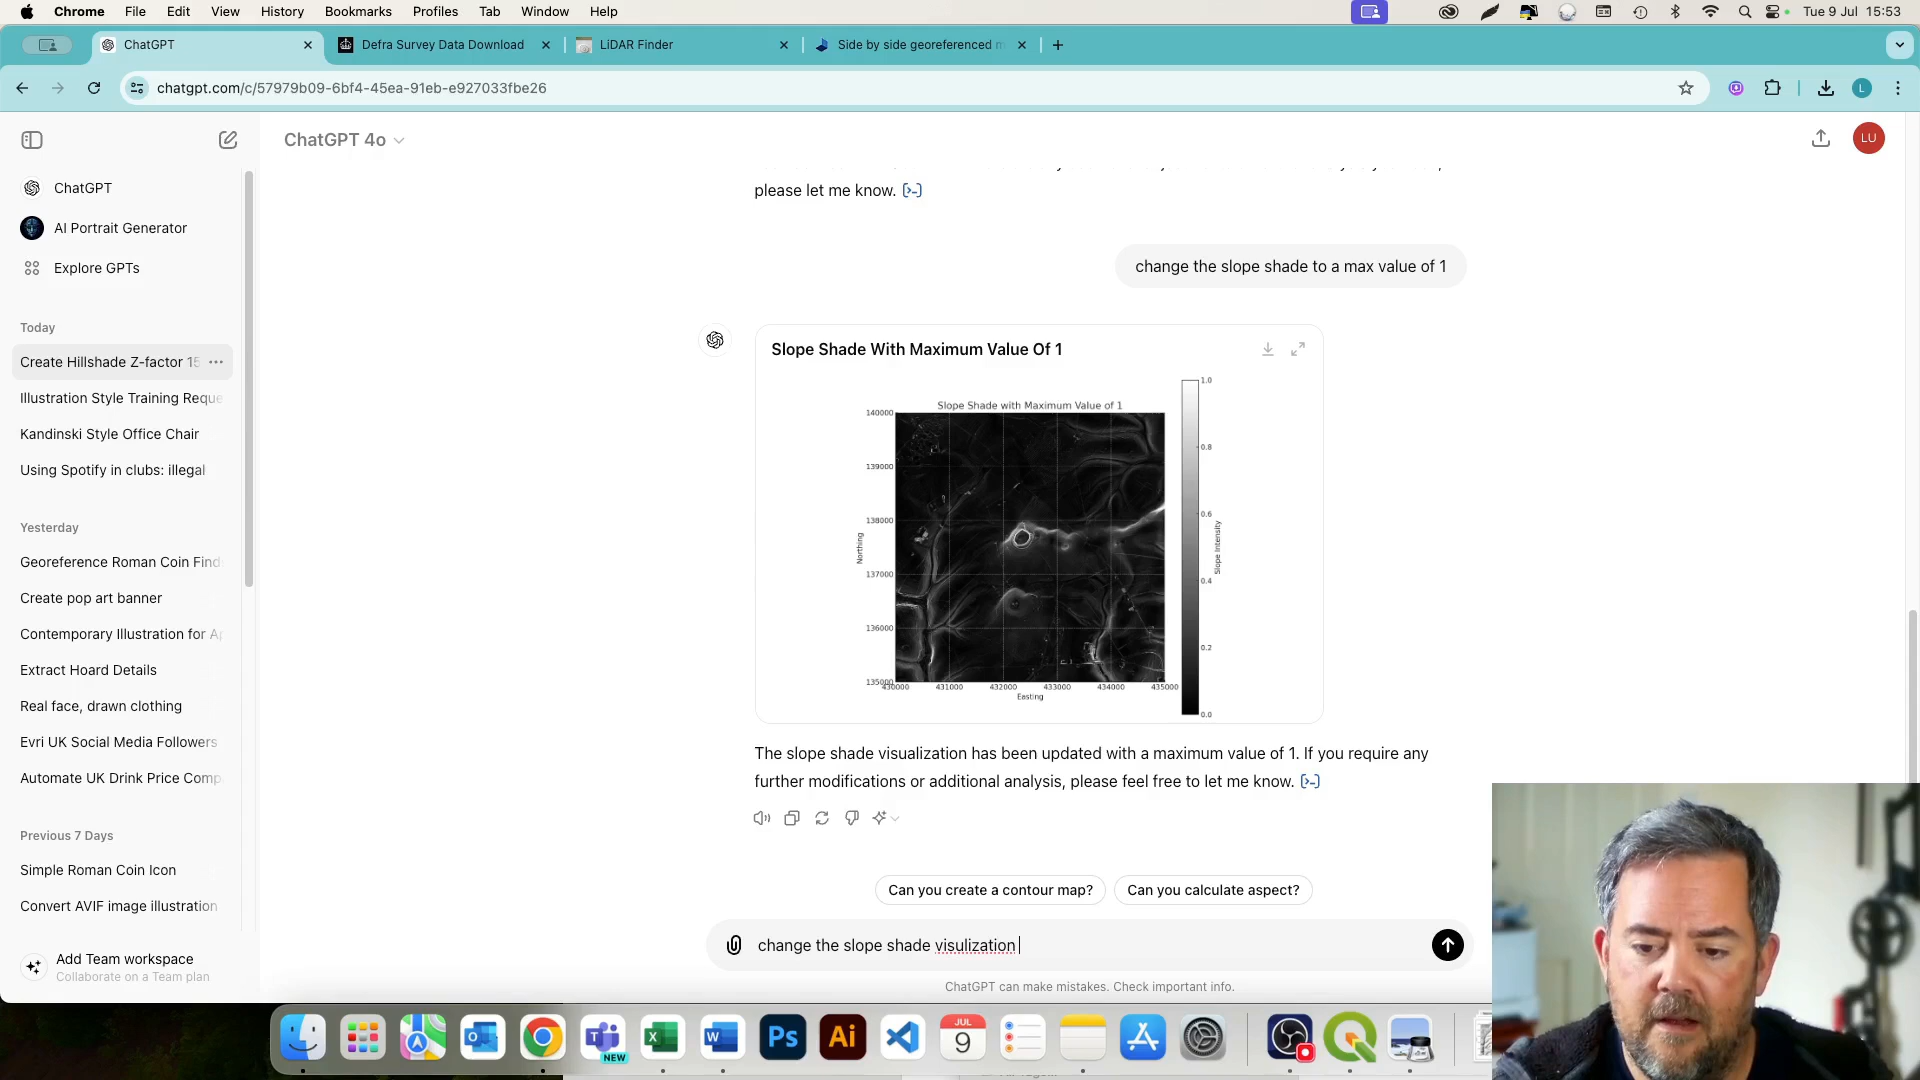 Chrome File Edit View History Bookmarks Profiles Tab Window Help Tue 9 Jul 15:53
ChatGPT Defra Survey Data Download LiDAR Finder Side by side georeferenced
chatgpt.com/c/57979b09-6bf4-45ea-91eb-e927033fbe26
ChatGPT 4o
LU
ChatGPT
AI Portrait Generator
Explore GPTs
Today
Create Hillshade Z-factor 15
Illustration Style Training Reque
Kandinski Style Office Chair
Using Spotify in clubs: illegal
Yesterday
Georeference Roman Coin Find
Create pop art banner
Contemporary Illustration for Ap
Extract Hoard Details
Real face, drawn clothing
Evri UK Social Media Followers
Automate UK Drink Price Comp
Previous 7 Days
Simple Roman Coin Icon
Convert AVIF image illustration
Add Team workspace
Collaborate on a Team plan
please let me know.
change the slope shade to a max value of 1
Slope Shade With Maximum Value Of 1
Slope Shade with Maximum Value of 1
140000
139000
138000
137000
136000
135000
Northing
430000 431000 432000 433000 434000 435000
Easting
1.0
0.8
0.6
0.4
0.2
0.0
Slope Intensity
The slope shade visualization has been updated with a maximum value of 1. If you require any
further modifications or additional analysis, please feel free to let me know.
Can you create a contour map? Can you calculate aspect?
change the slope shade visulization
ChatGPT can make mistakes. Check important info.
NEW
JUL
9
Ps
Ai